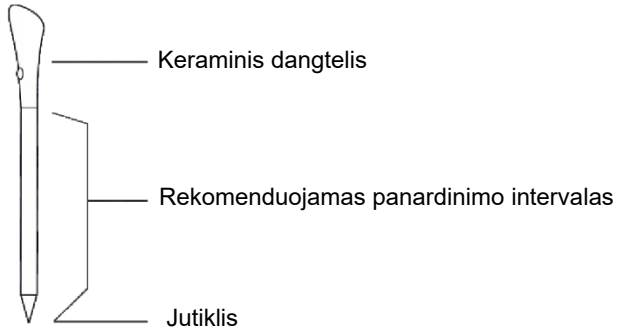 Keraminis dangtelis
Rekomenduojamas panardinimo intervalas
Jutiklis